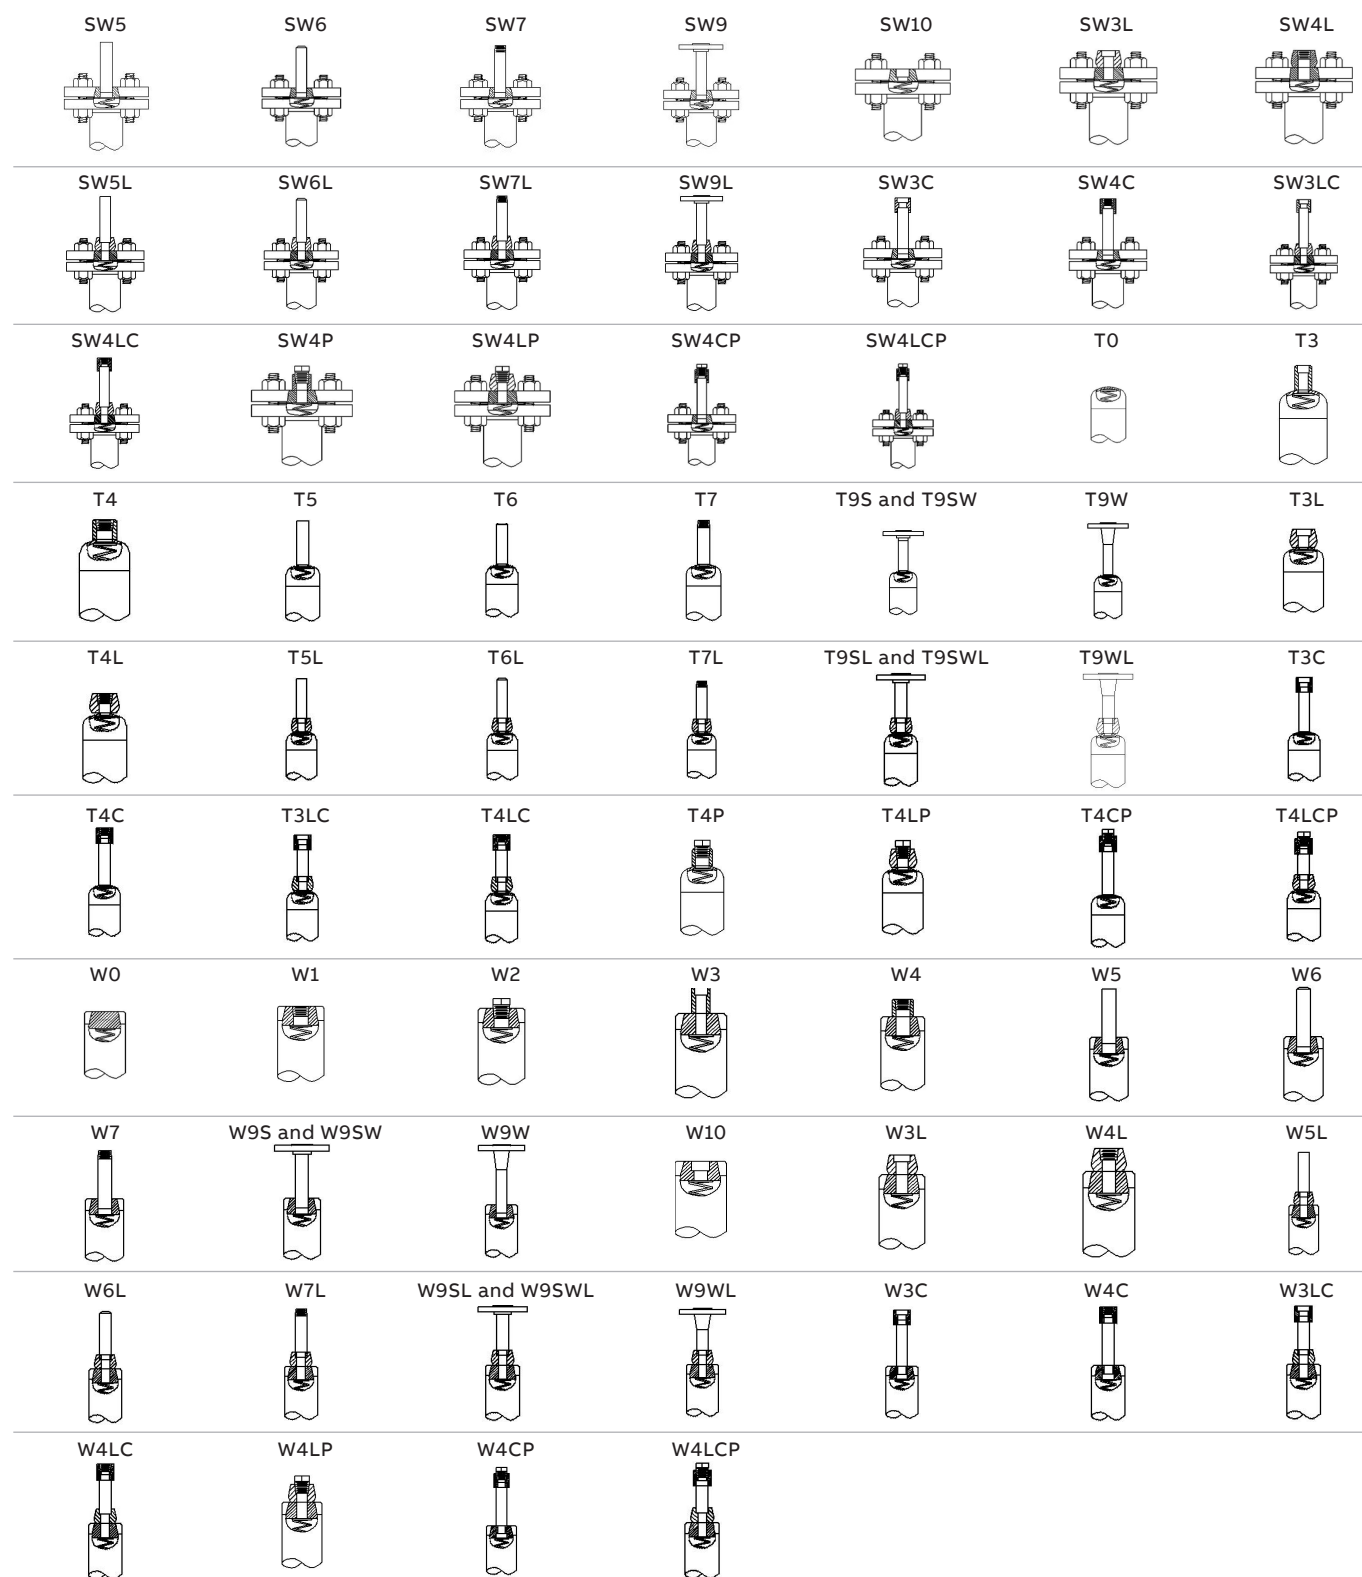 SW5 SW6 SW7 SW9 SW10 SW3L SW4L
SW5L SW6L SW7L SW9L SW3C SW4C SW3LC
SW4LC SW4P SW4LP SW4CP SW4LCP T0 T3
T4 T5 T6 T7 T9S and T9SW T9W T3L
T4L T5L T6L T7L T9SL and T9SWL T9WL T3C
T4C T3LC T4LC T4P T4LP T4CP T4LCP
W0 W1 W2 W3 W4 W5 W6
W7 W9S and W9SW W9W W10 W3L W4L W5L
W6L W7L W9SL and W9SWL W9WL W3C W4C W3LC
W4LC W4LP W4CP W4LCP